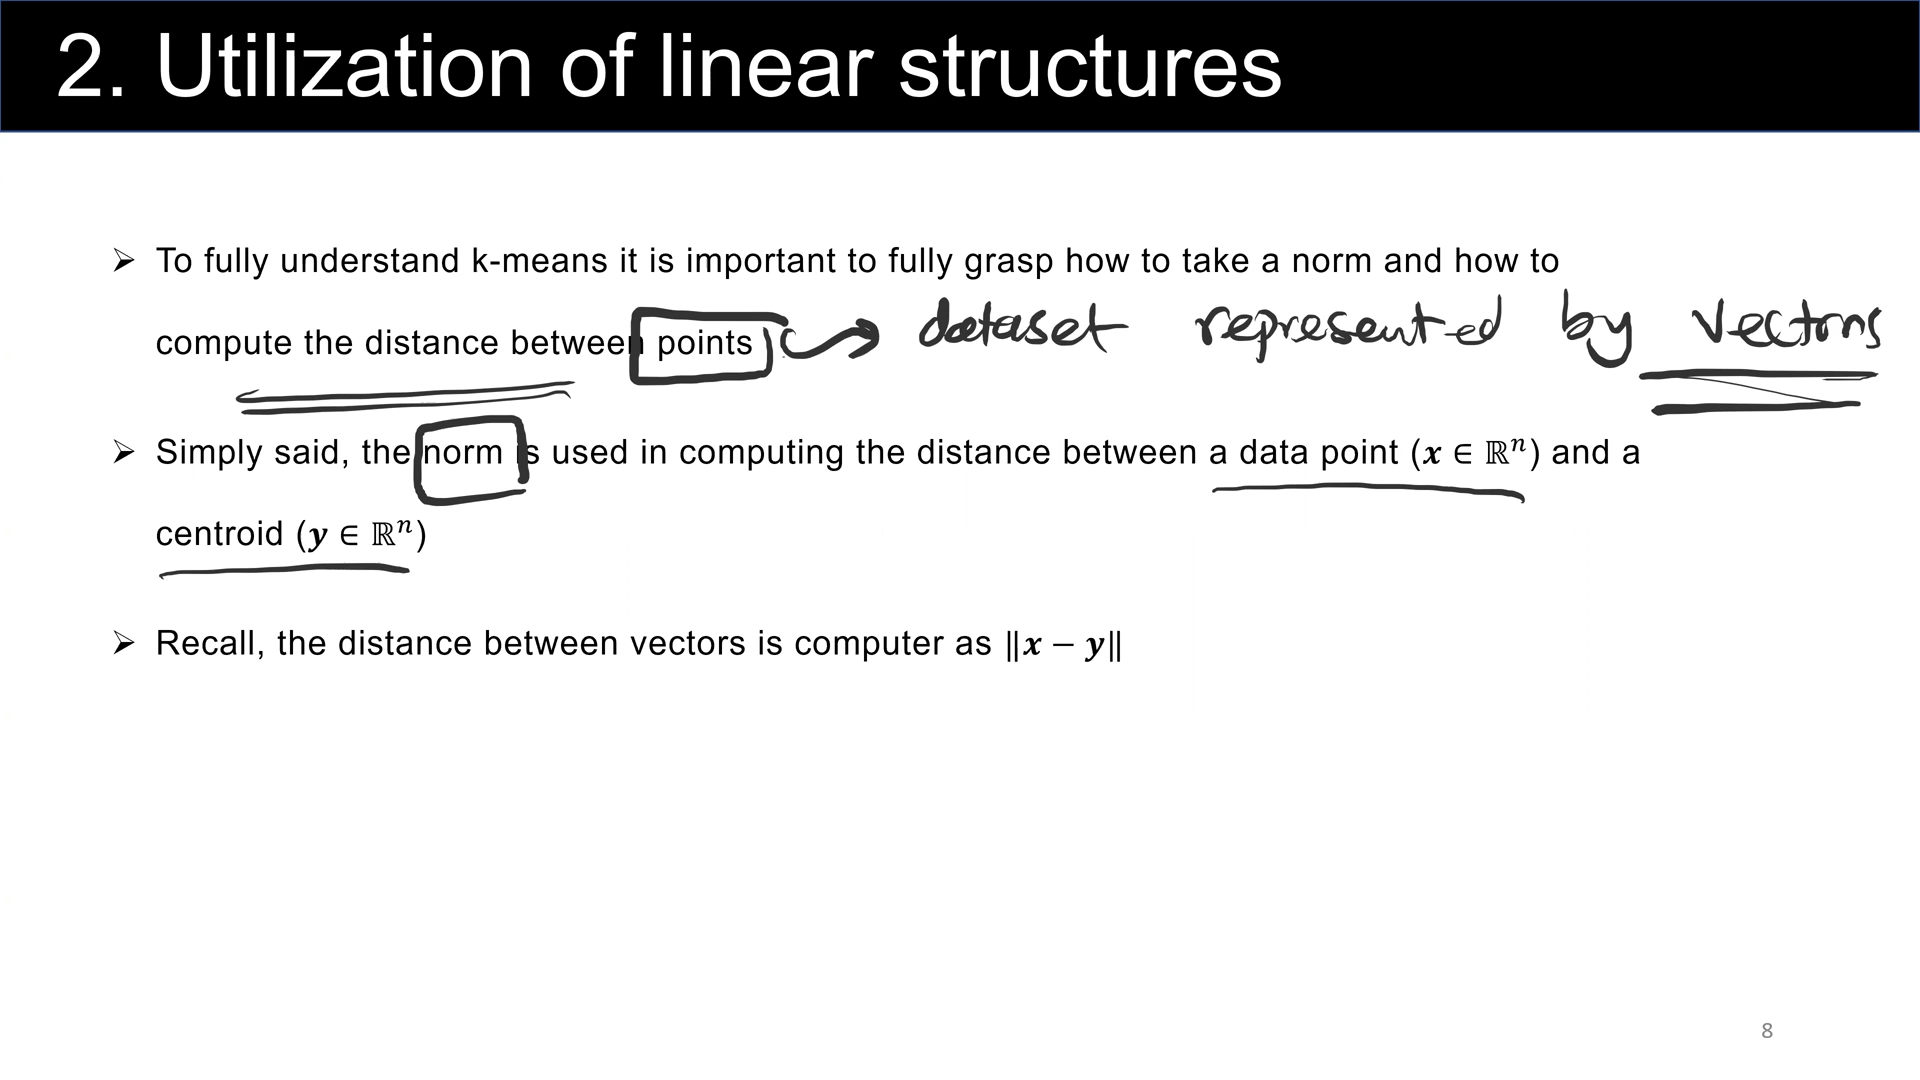 2. Utilization of linear structures
➢ To fully understand k-means it is important to fully grasp how to take a norm and how to
compute the distance between points dataset represented by vectors
➢ Simply said, the norm is used in computing the distance between a data point (x ∈ ℝⁿ) and a
centroid (y ∈ ℝⁿ)
➢ Recall, the distance between vectors is computer as ‖x − y‖
8